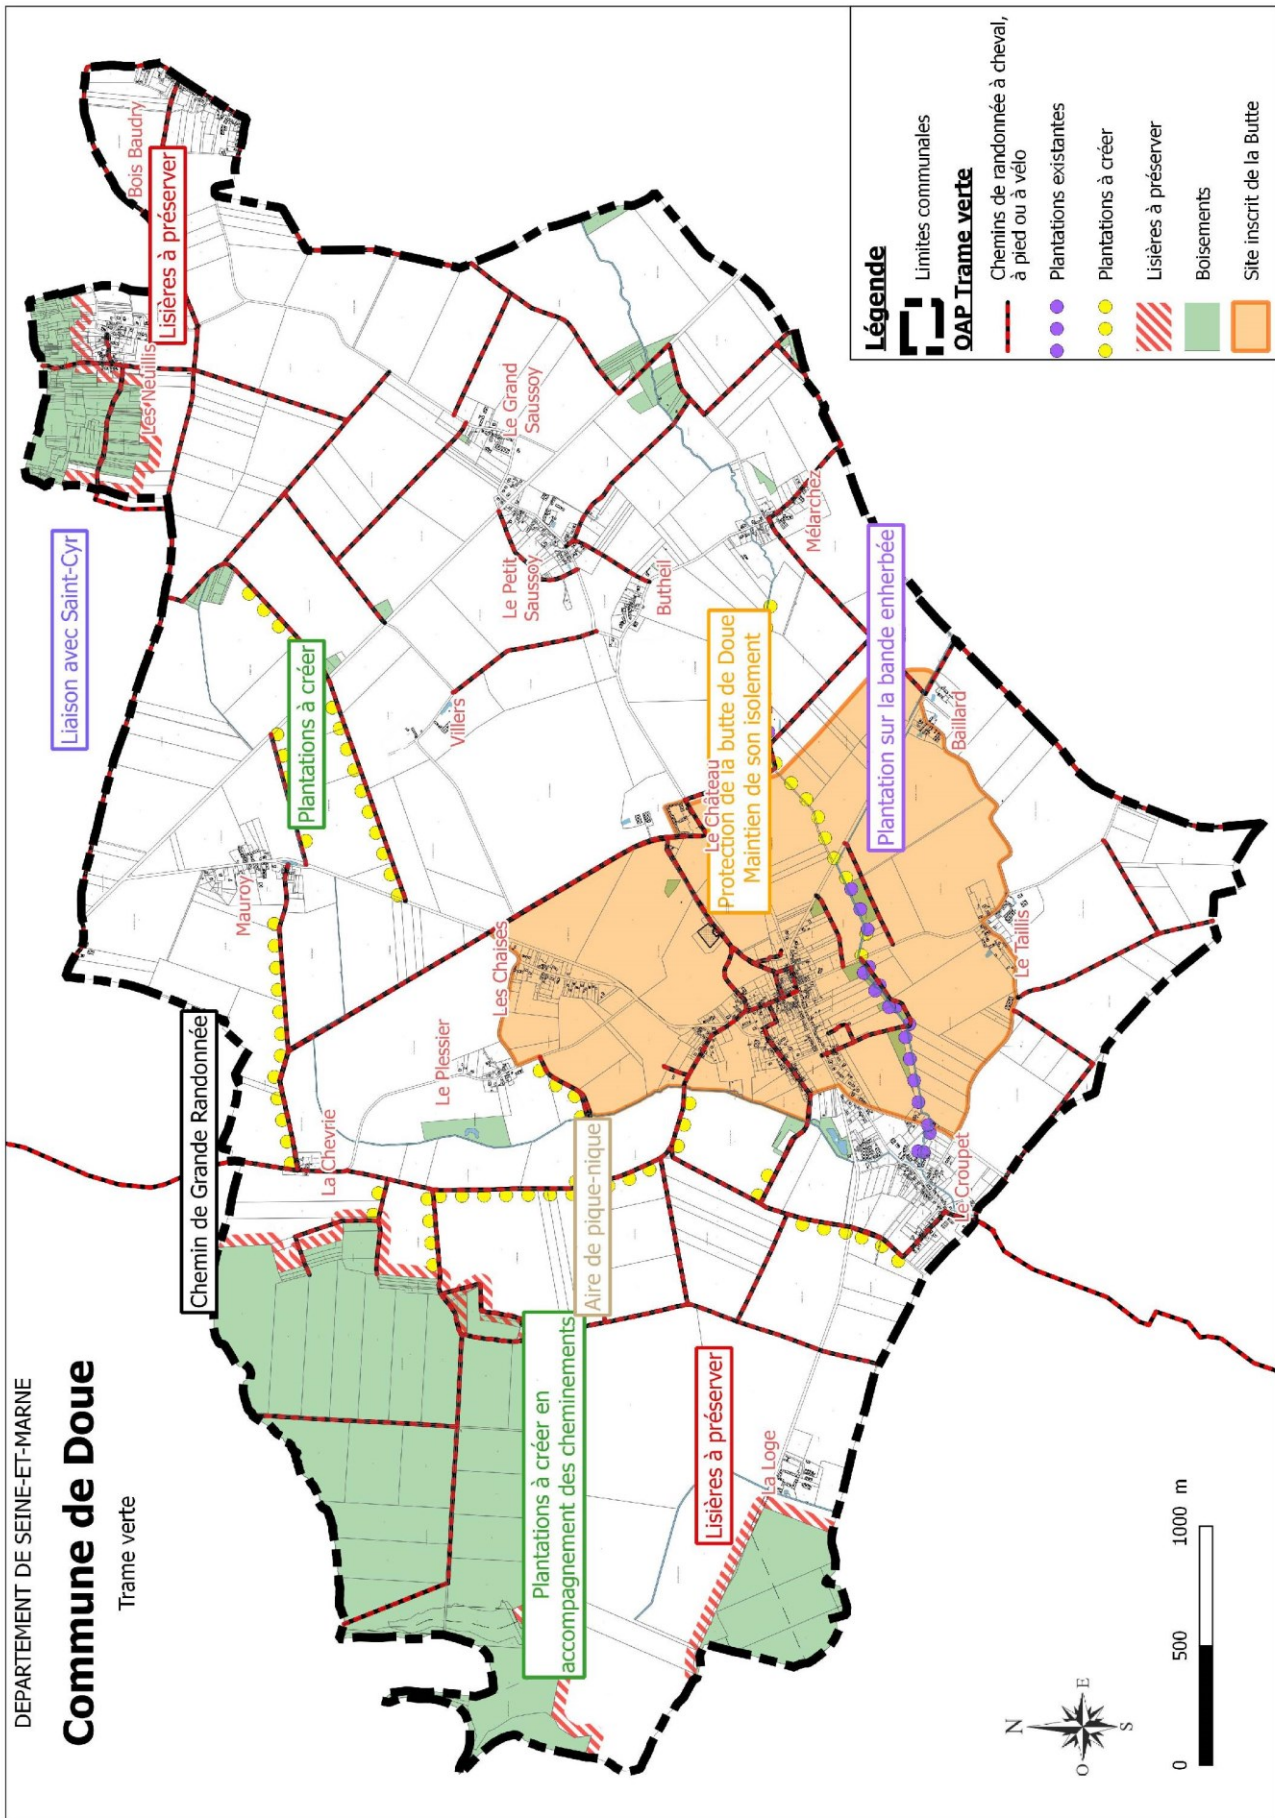 DEPARTEMENT DE SEINE-ET-MARNE
Commune de Doue
Trame verte
Chemin de Grande Randonnée
Liaison avec Saint-Cyr
Lisières à préserver
Bois Baudry
Les Neuillis
Mauroy
Plantations à créer
La Chevrie
Le Plessier
Les Chaises
Villers
Le Petit
Saussoy
Le Grand
Saussoy
Butheil
Mélarchez
Plantations à créer en
accompagnement des cheminements
Aire de pique-nique
Le Château
Protection de la butte de Doue
Maintien de son isolement
Plantation sur la bande enherbée
Lisières à préserver
La Loge
Le Croupet
Le Taillis
Baillard
N
O
E
S
0
500
1000 m
Légende
Limites communales
OAP Trame verte
Chemins de randonnée à cheval,
à pied ou à vélo
Plantations existantes
Plantations à créer
Lisières à préserver
Boisements
Site inscrit de la Butte